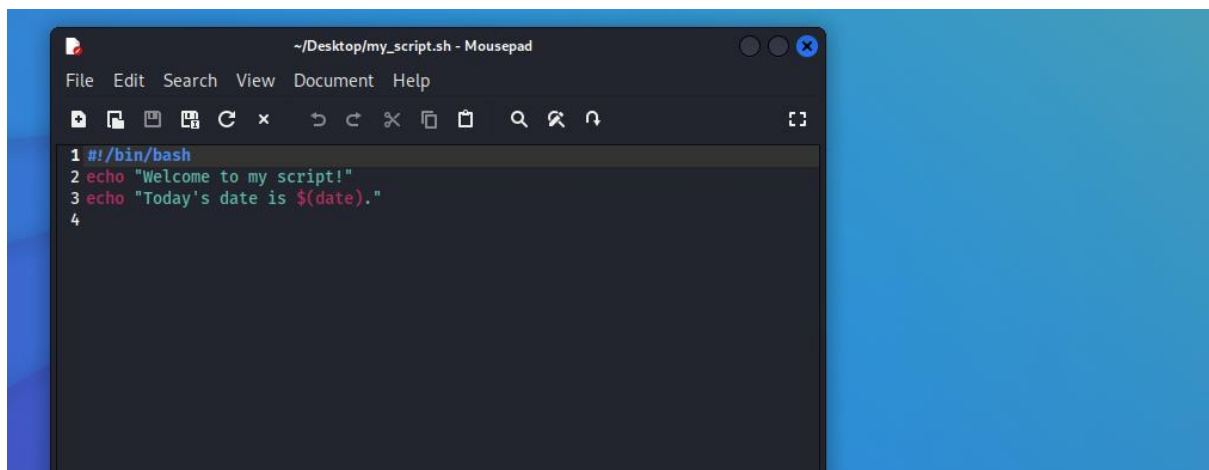 ~/Desktop/my_script.sh - Mousepad
File Edit Search View Document Help
1 #!/bin/bash
2 echo "Welcome to my script!"
3 echo "Today's date is $(date)."
4